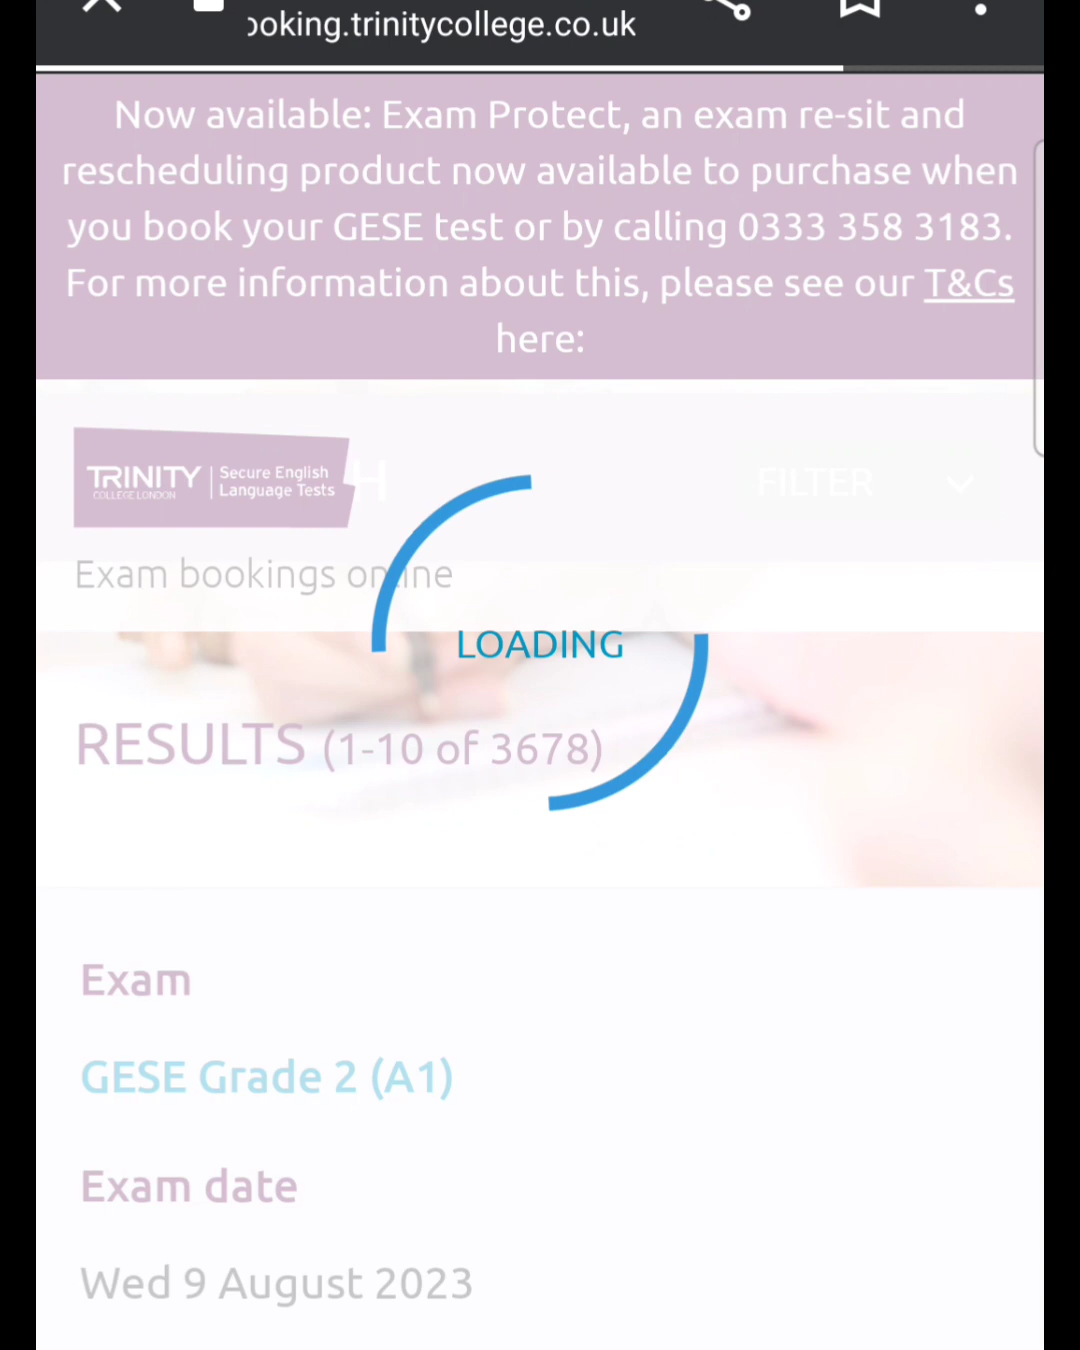 ooking.trinitycollege.co.uk
Now available: Exam Protect, an exam re-sit and
rescheduling product now available to purchase when
you book your GESE test or by calling 0333 358 3183.
For more information about this, please see our T&Cs
here:
TRINITY
COLLEGE LONDON
Secure English
Language Tests
H
FILTER
Exam bookings online
LOADING
RESULTS (1-10 of 3678)
Exam
GESE Grade 2 (A1)
Exam date
Wed 9 August 2023